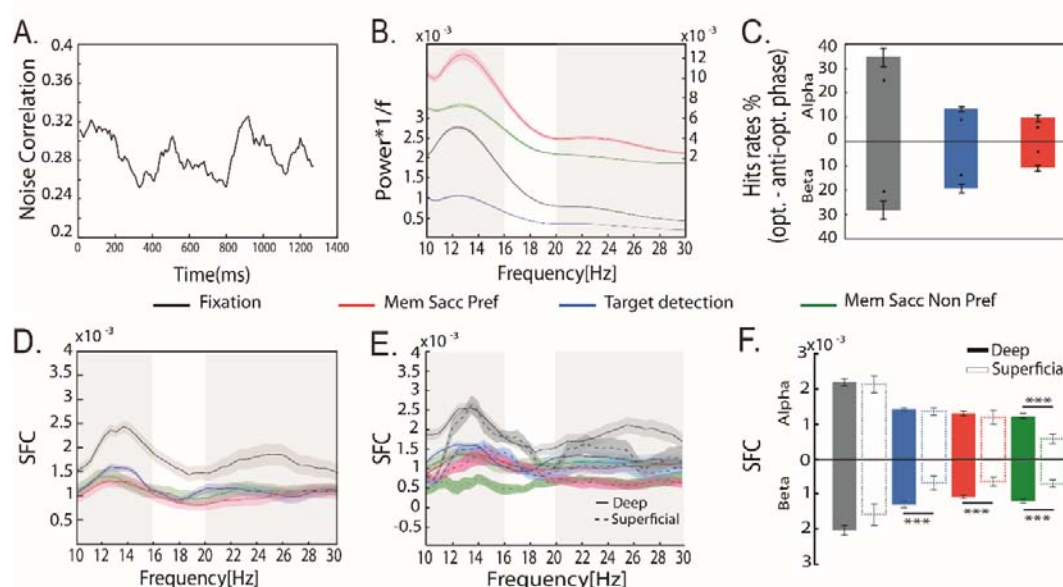 A.
0.4
0.36
0.32
0.28
0.24
0.2
Noise Correlation
0 200 400 600 800 1000 1200 1400
Time(ms)
B.
x10 -3
x10 -3
12
10
8
6
4
2
3
2.5
2
1.5
1
0.5
Power*1/f
10 12 14 16 18 20 22 24 26 28 30
Frequency[Hz]
C.
40
30
20
10
0
10
20
30
40
Alpha
Beta
Hits rates %
(opt. - anti-opt. phase)
Fixation Mem Sacc Pref Target detection Mem Sacc Non Pref
D.
x10 -3
4
3.5
3
2.5
2
1.5
1
0.5
SFC
10 12 14 16 18 20 22 24 26 28 30
Frequency[Hz]
E.
x10 -3
4
3.5
3
2.5
2
1.5
1
0.5
0
-0.5
SFC
Deep
Superficial
10 12 14 16 18 20 22 24 26 28 30
Frequency[Hz]
F.
x10 -3
3
2
1
0
1
2
3
Alpha
Beta
SFC
Deep
Superficial
***
***
***
***